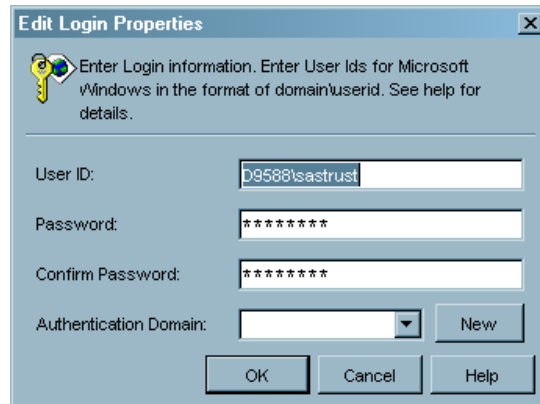 Edit Login Properties
Enter Login information. Enter User Ids for Microsoft
Windows in the format of domain\userid. See help for
details.
User ID:
D9588\sastrust
Password:
********
Confirm Password:
********
Authentication Domain:
New
OK
Cancel
Help